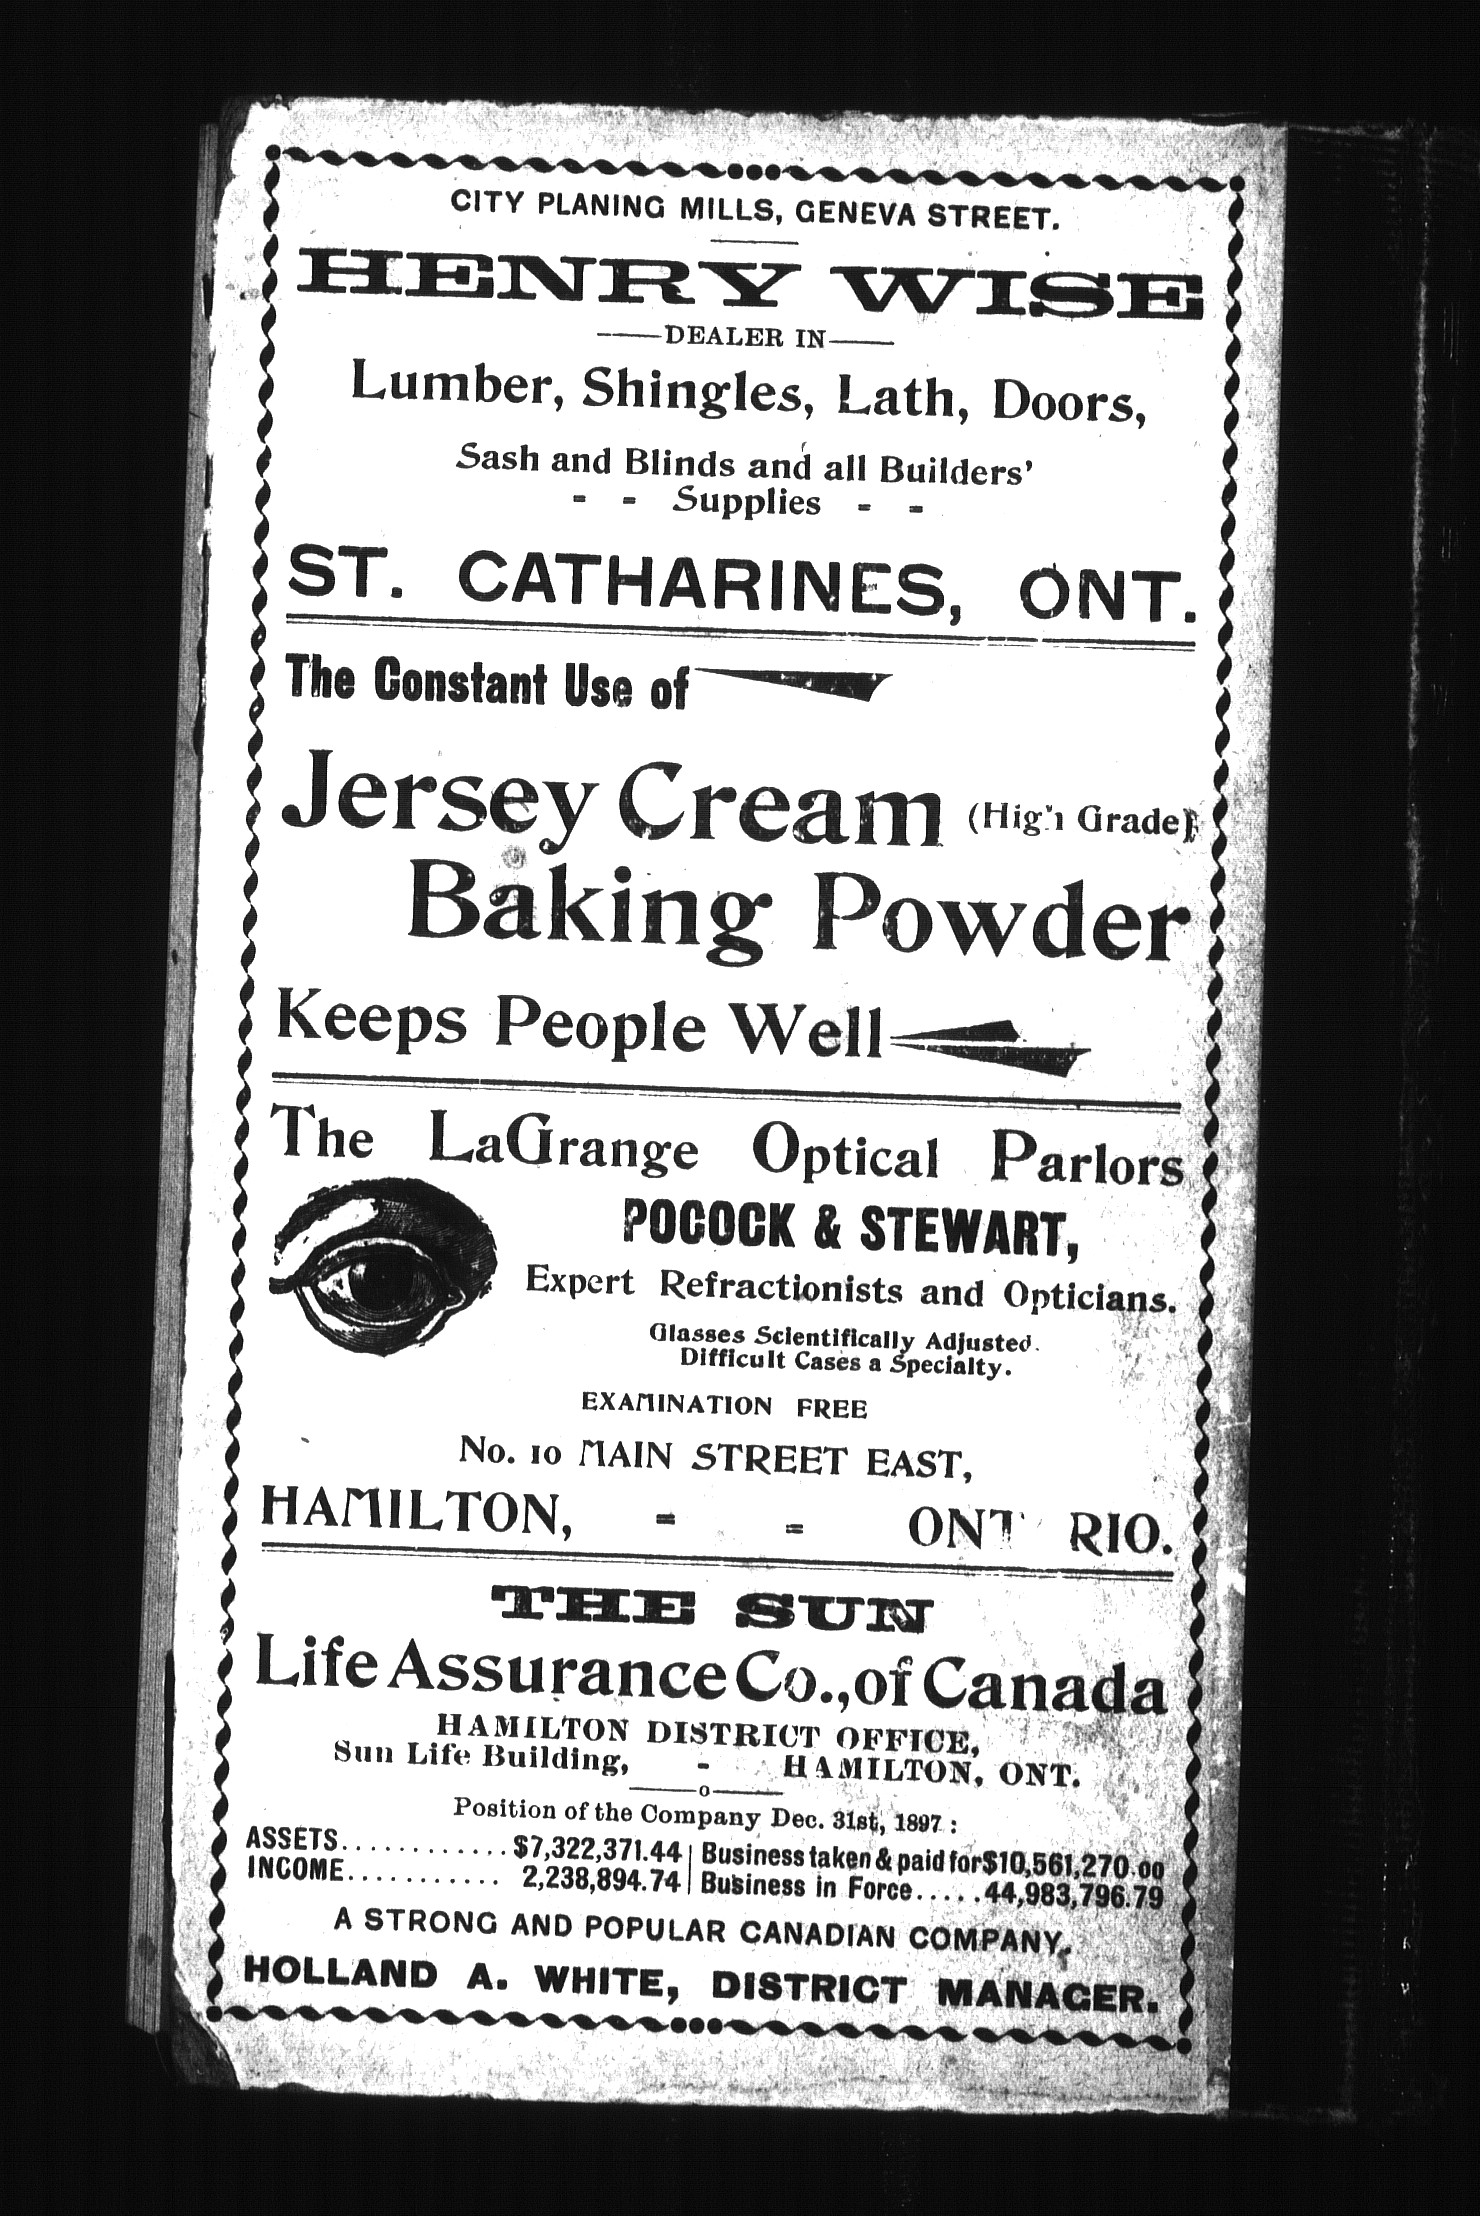 CITY PLANING MILLS, GENEVA STREET.
HENRY WISE
DEALER IN
Lumber, Shingles, Lath, Doors,
Sash and Blinds and all Builders'
- - Supplies - -
ST. CATHARINES, ONT.
The Constant Use of
Jersey Cream (High Grade)
Baking Powder
Keeps People Well
The LaGrange Optical Parlors
POCOCK & STEWART,
Expert Refractionists and Opticians.
Glasses Scientifically Adjusted.
Difficult Cases a Specialty.
EXAMINATION FREE
No. 10 MAIN STREET EAST,
HAMILTON, - - ONT RIO.
THE SUN
Life Assurance Co., of Canada
HAMILTON DISTRICT OFFICE,
Sun Life Building, - HAMILTON, ONT.
o
Position of the Company Dec. 31st, 1897 :
ASSETS............$7,322,371.44 | Business taken & paid for $10,561,270.00
INCOME........... 2,238,894.74 | Business in Force.....44,983,796.79
A STRONG AND POPULAR CANADIAN COMPANY.
HOLLAND A. WHITE, DISTRICT MANAGER.